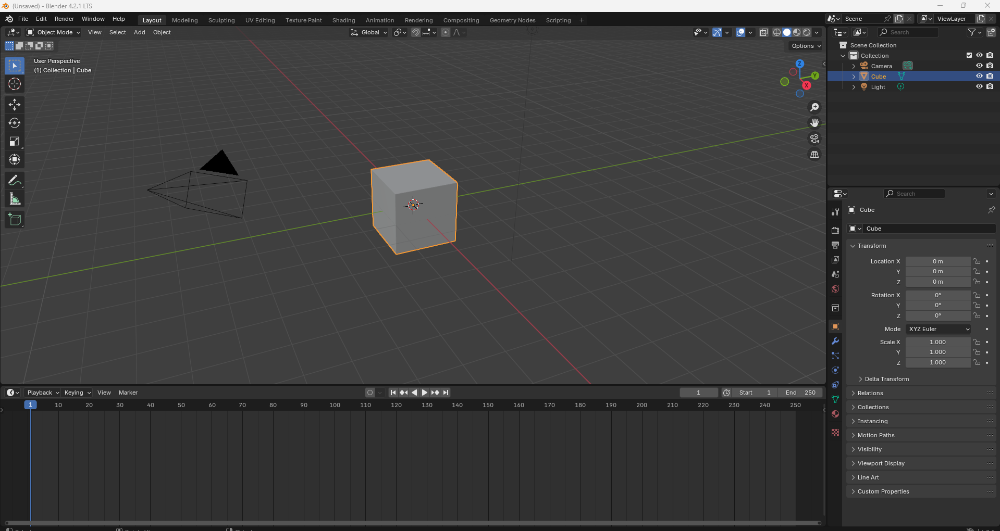 (Unsaved) - Blender 4.2.1 LTS
File Edit Render Window Help Layout Modeling Sculpting UV Editing Texture Paint Shading Animation Rendering Compositing Geometry Nodes Scripting + Scene ViewLayer
Object Mode View Select Add Object Global Search
Options
User Perspective
(1) Collection | Cube
Z
Y
X
Scene Collection
Collection
Camera
Cube
Light
Search
Cube
Cube
Transform
Location X 0 m
Y 0 m
Z 0 m
Rotation X 0°
Y 0°
Z 0°
Mode XYZ Euler
Scale X 1.000
Y 1.000
Z 1.000
Delta Transform
Relations
Collections
Instancing
Motion Paths
Visibility
Viewport Display
Line Art
Custom Properties
Playback Keying View Marker 1 Start 1 End 250
1 10 20 30 40 50 60 70 80 90 100 110 120 130 140 150 160 170 180 190 200 210 220 230 240 250